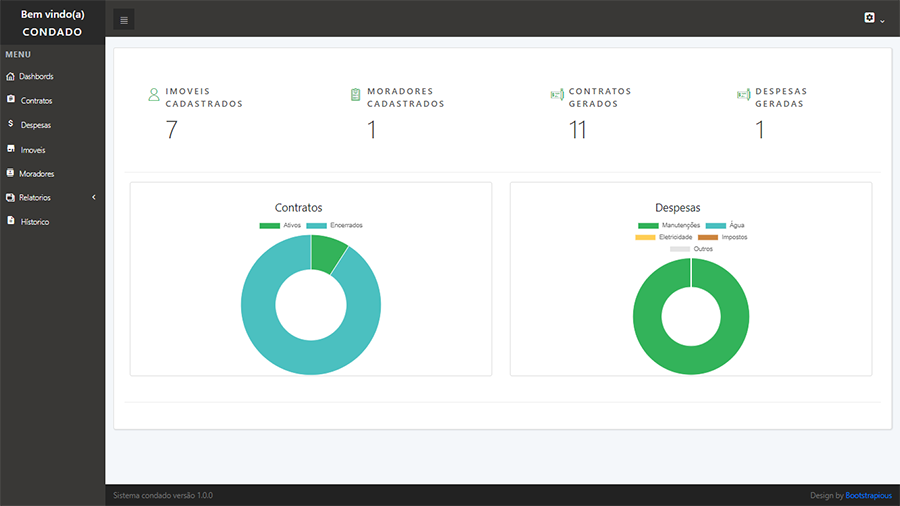 Bem vindo(a)
CONDADO
MENU
Dashbords
Contratos
Despesas
Imoveis
Moradores
Relatorios
Hístorico
IMOVEIS
CADASTRADOS
7
MORADORES
CADASTRADOS
1
CONTRATOS
GERADOS
11
DESPESAS
GERADAS
1
Contratos
Ativos Encerrados
Despesas
Manutenções Água
Eletricidade Impostos
Outros
Sistema condado versão 1.0.0
Design by Bootstrapious